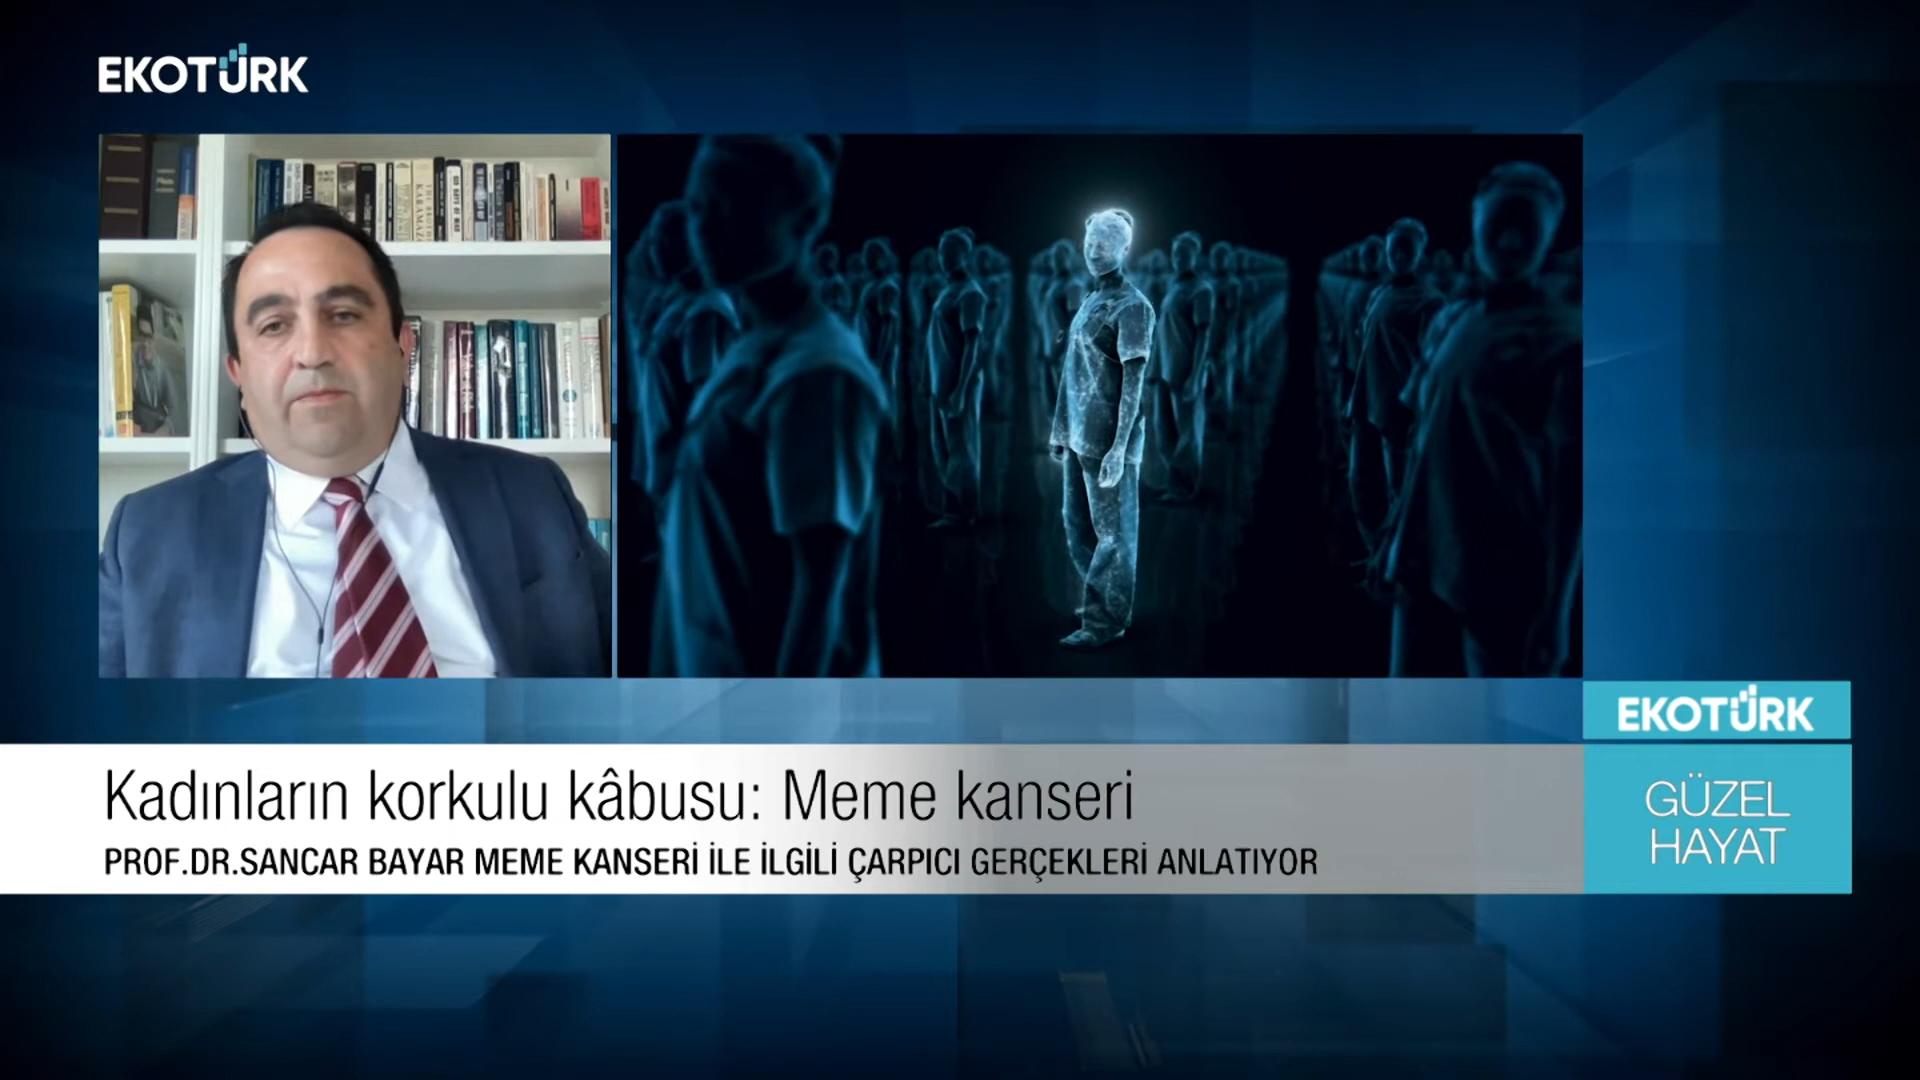 EKOTÜRK
EKOTÜRK
Kadınların korkulu kâbusu: Meme kanseri
PROF.DR.SANCAR BAYAR MEME KANSERİ İLE İLGİLİ ÇARPICI GERÇEKLERİ ANLATIYOR
GÜZEL
HAYAT